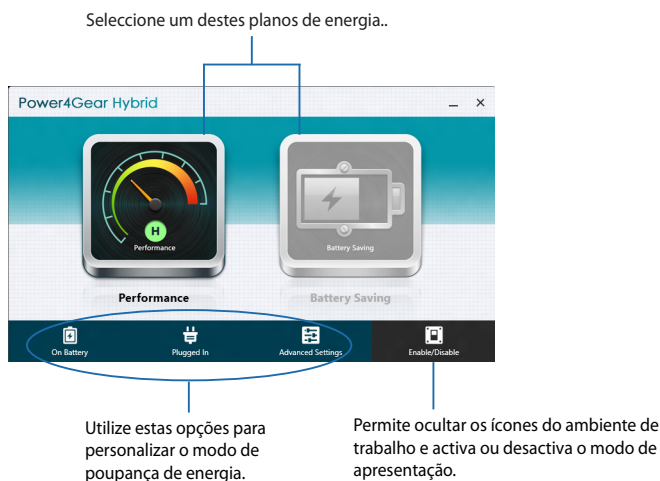 Seleccione um destes planos de energia..
Power4Gear Hybrid
H
Performance
Battery Saving
Performance
Battery Saving
On Battery
Plugged In
Advanced Settings
Enable/Disable
Utilize estas opções para
personalizar o modo de
poupança de energia.
Permite ocultar os ícones do ambiente de
trabalho e activa ou desactiva o modo de
apresentação.